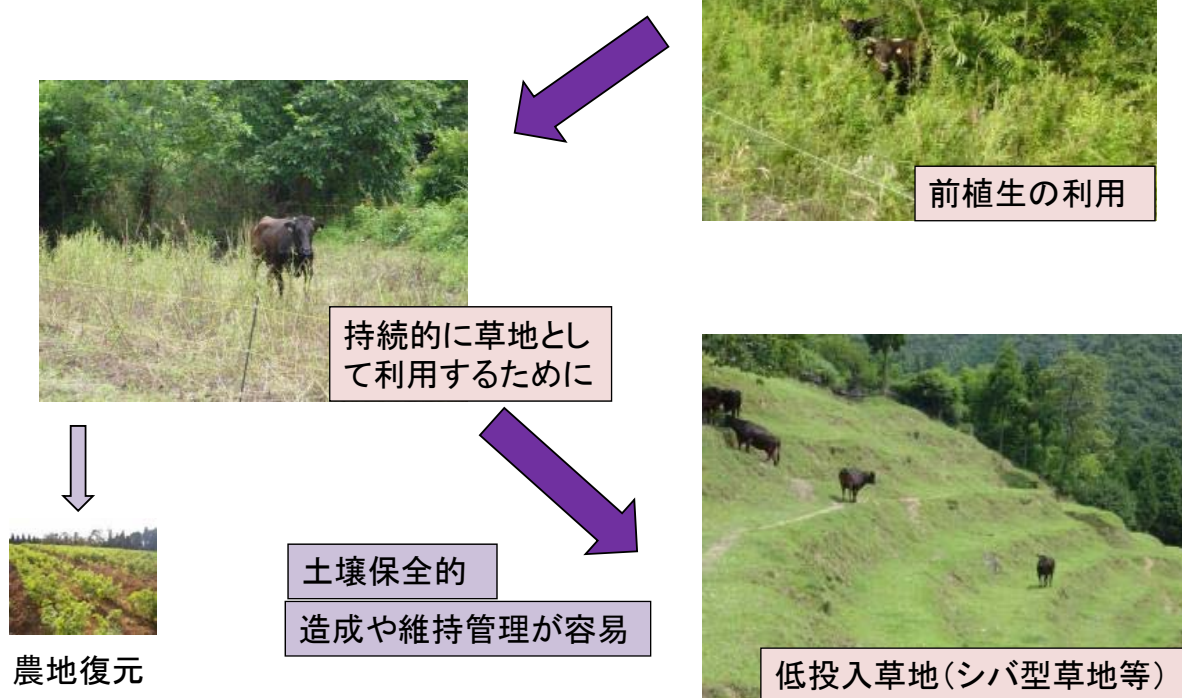 前植生の利用
持続的に草地とし
て利用するために
土壌保全的
造成や維持管理が容易
農地復元
低投入草地(シバ型草地等)